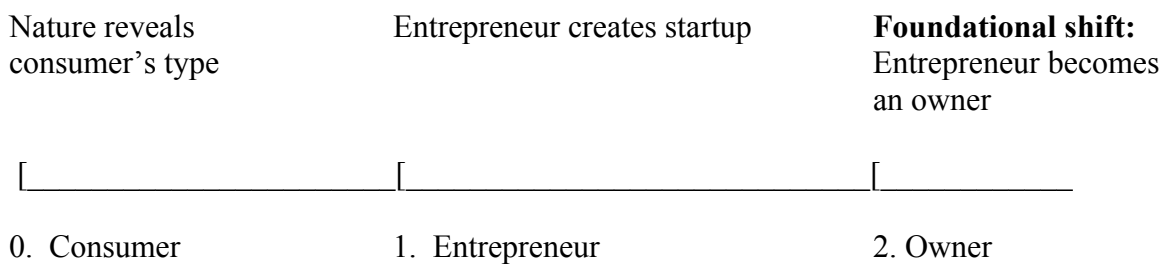 Nature reveals Entrepreneur creates startup Foundational shift:
consumer’s type Entrepreneur becomes
an owner
[ [ [
0. Consumer 1. Entrepreneur 2. Owner